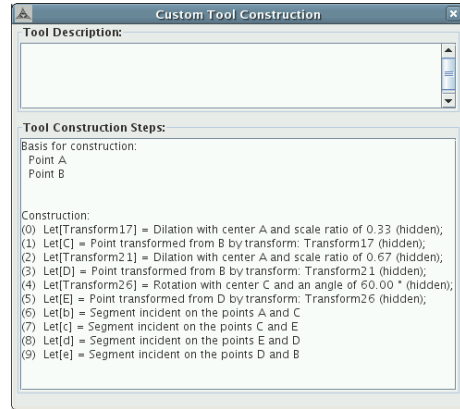 Custom Tool Construction
Tool Description:
Tool Construction Steps:
Basis for construction:
Point A
Point B
Construction:
(0) Let[Transform17] = Dilation with center A and scale ratio of 0.33 (hidden);
(1) Let[C] = Point transformed from B by transform: Transform17 (hidden);
(2) Let[Transform21] = Dilation with center A and scale ratio of 0.67 (hidden);
(3) Let[D] = Point transformed from B by transform: Transform21 (hidden);
(4) Let[Transform26] = Rotation with center C and an angle of 60.00 ° (hidden);
(5) Let[E] = Point transformed from D by transform: Transform26 (hidden);
(6) Let[b] = Segment incident on the points A and C
(7) Let[c] = Segment incident on the points C and E
(8) Let[d] = Segment incident on the points E and D
(9) Let[e] = Segment incident on the points D and B